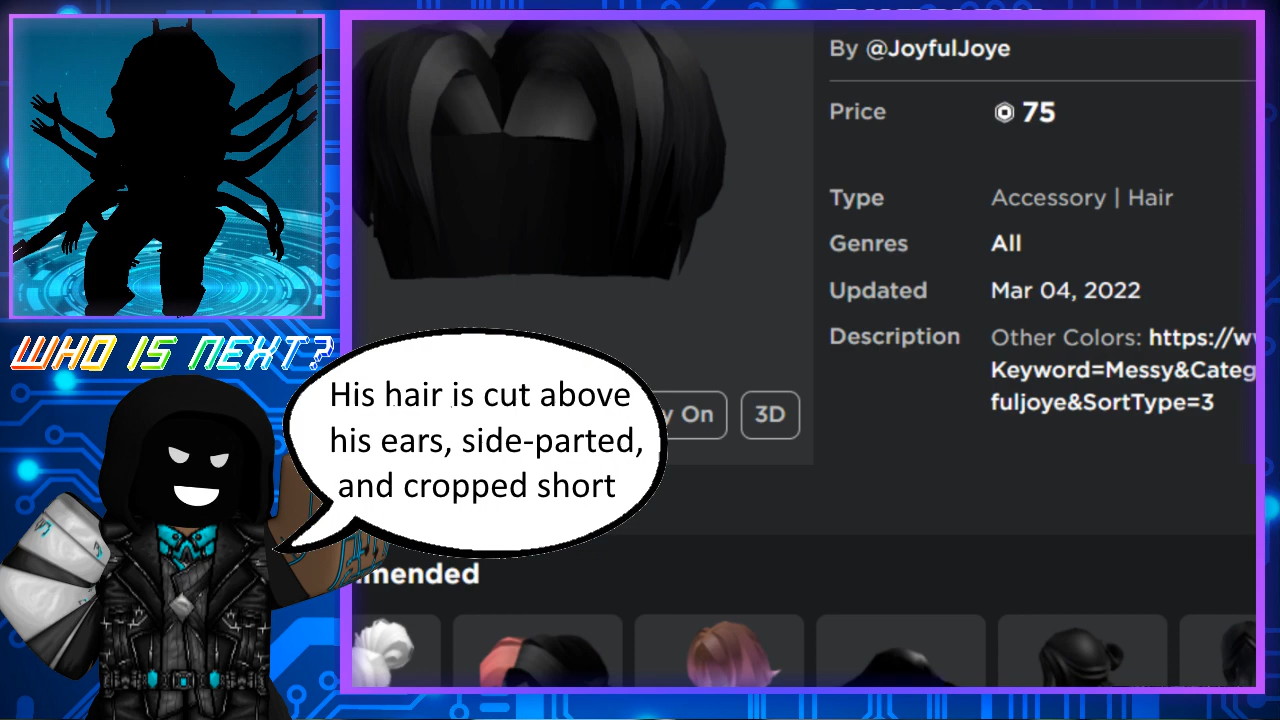 By @JoyfulJoye
Price 75
Type Accessory | Hair
Genres All
Updated Mar 04, 2022
Description Other Colors: https://w
Keyword=Messy&Categ
fuljoye&SortType=3
WHO IS NEXT?
His hair is cut above
his ears, side-parted,
and cropped short
y On 3D
mended